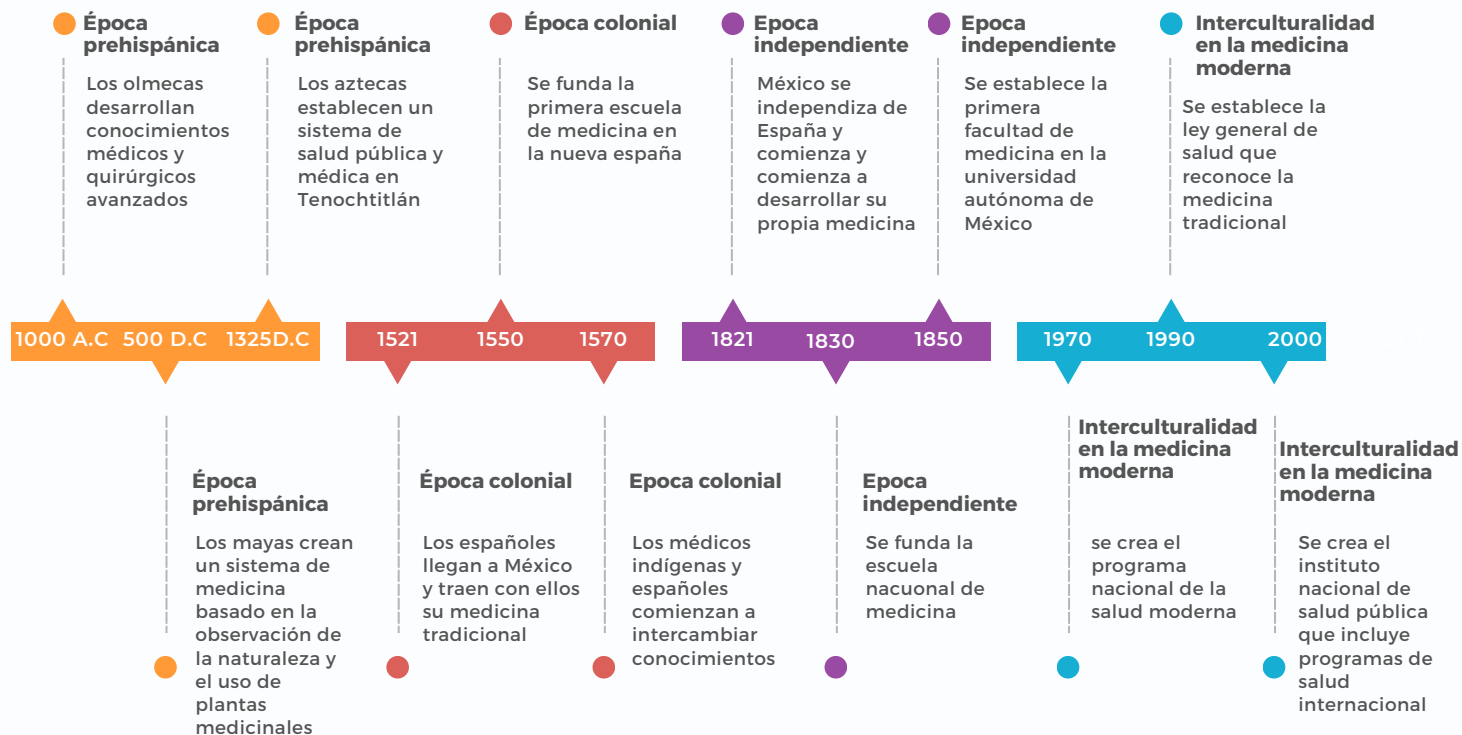 Época
prehispánica
Los olmecas
desarrollan
conocimientos
médicos y
quirúrgicos
avanzados
Época
prehispánica
Los aztecas
establecen un
sistema de
salud pública y
médica en
Tenochtitlán
Época colonial
Se funda la
primera escuela
de medicina en
la nueva españa
Epoca
independiente
México se
independiza de
España y
comienza y
comienza a
desarrollar su
propia medicina
Epoca
independiente
Se establece la
primera
facultad de
medicina en la
universidad
autónoma de
México
Interculturalidad
en la medicina
moderna
Se establece la
ley general de
salud que
reconoce la
medicina
tradicional
1000 A.C 500 D.C 1325D.C
1521 1550 1570
1821 1830 1850
1970 1990 2000
Época
prehispánica
Los mayas crean
un sistema de
medicina
basado en la
observación de
la naturaleza y
el uso de
plantas
medicinales
Época colonial
Los españoles
llegan a México
y traen con ellos
su medicina
tradicional
Epoca colonial
Los médicos
indígenas y
españoles
comienzan a
intercambiar
conocimientos
Epoca
independiente
Se funda la
escuela
nacuonal de
medicina
Interculturalidad
en la medicina
moderna
se crea el
programa
nacional de la
salud moderna
Interculturalidad
en la medicina
moderna
Se crea el
instituto
nacional de
salud pública
que incluye
programas de
salud
internacional